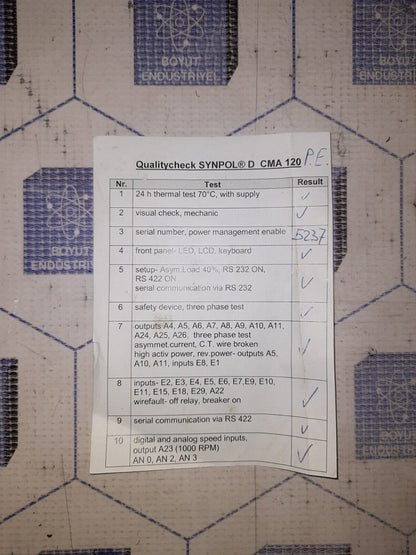 BOYUT
ENDUSTRIYEL
BOYUT
ENDUSTRIYEL
Qualitycheck SYNPOL® D CMA 120 P.E.
Nr. Test Result
1 24 h thermal test 70°C, with supply ✓
2 visual check, mechanic ✓
3 serial number, power management enable 5237
4 front panel- LED, LCD, keyboard ✓
5 setup- Asym.Load 40%, RS 232 ON, ✓
RS 422 ON
serial communication via RS 232
6 safety device, three phase test ✓
7 outputs A4, A5, A6, A7, A8, A9, A10, A11, ✓
A24, A25, A26, three phase test
asymmet.current, C.T. wire broken
high activ power, rev.power- outputs A5,
A10, A11, inputs E8, E1
8 inputs- E2, E3, E4, E5, E6, E7,E9, E10, ✓
E11, E15, E18, E29, A22
wirefault- off relay, breaker on
9 serial communication via RS 422 ✓
10 digital and analog speed inputs, ✓
output A23 (1000 RPM)
AN 0, AN 2, AN 3